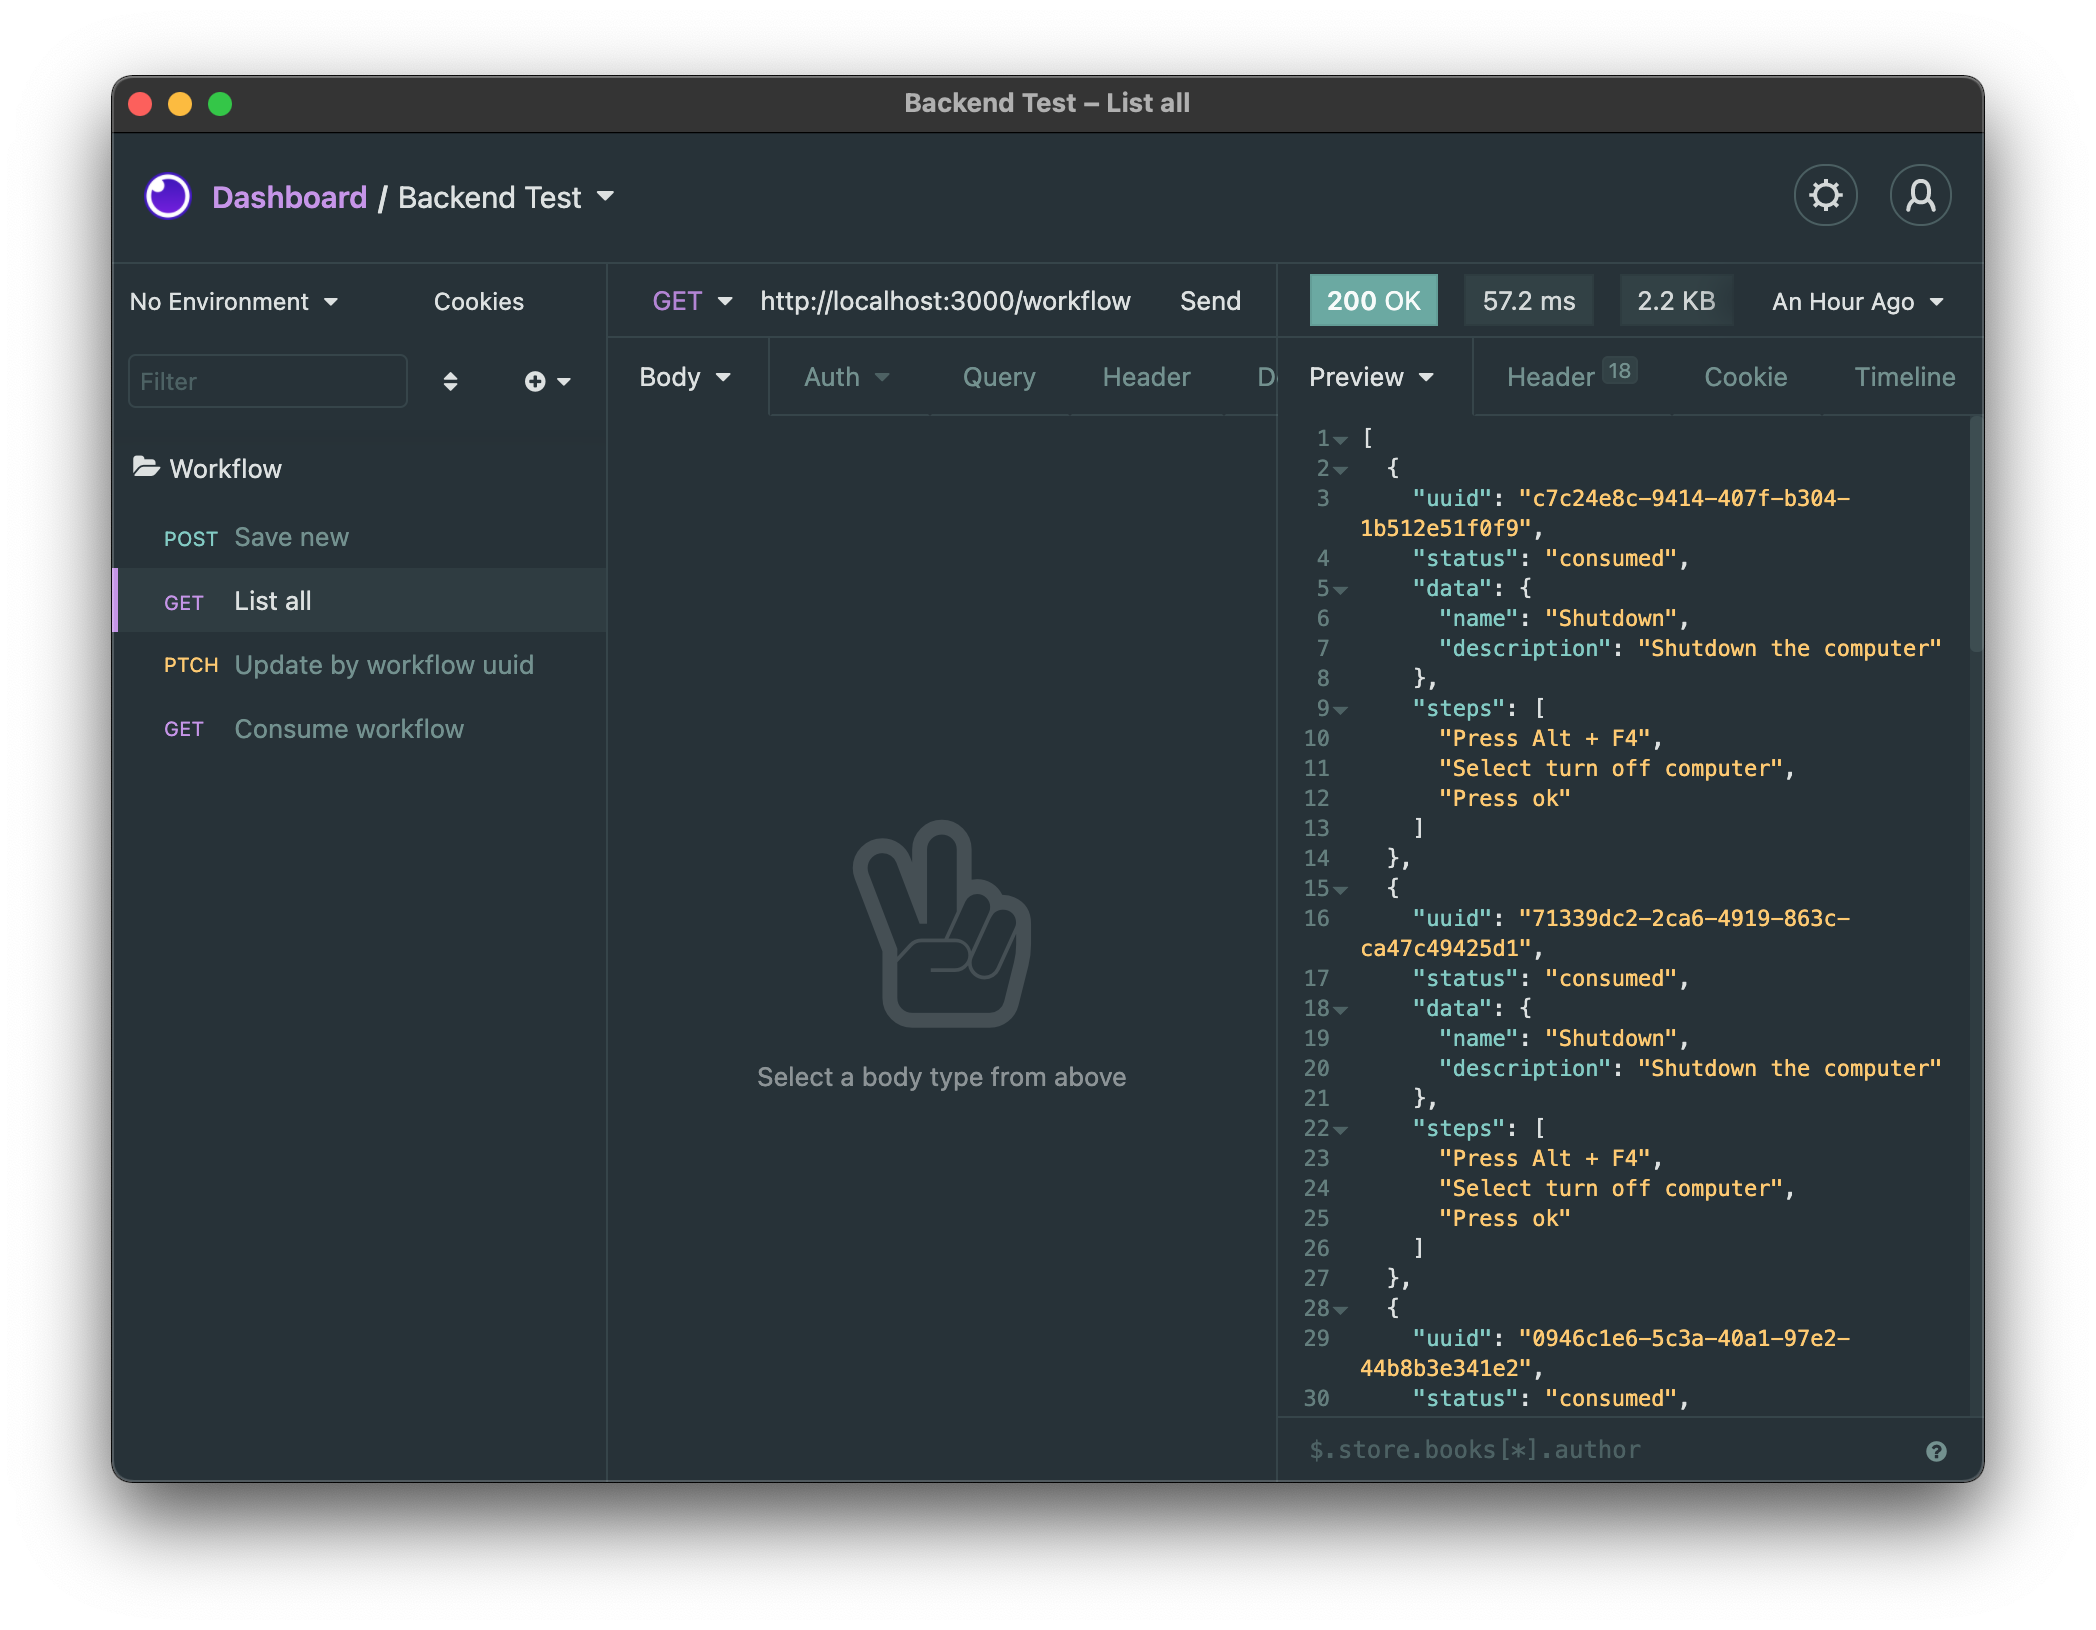 Backend Test – List all
Dashboard / Backend Test
No Environment
Cookies
Filter
Workflow
POST Save new
GET List all
PTCH Update by workflow uuid
GET Consume workflow
GET http://localhost:3000/workflow Send
Body Auth Query Header
Select a body type from above
200 OK 57.2 ms 2.2 KB An Hour Ago
Preview Header 18 Cookie Timeline
1 [
2 {
3 "uuid": "c7c24e8c-9414-407f-b304-
1b512e51f0f9",
4 "status": "consumed",
5 "data": {
6 "name": "Shutdown",
7 "description": "Shutdown the computer"
8 },
9 "steps": [
10 "Press Alt + F4",
11 "Select turn off computer",
12 "Press ok"
13 ]
14 },
15 {
16 "uuid": "71339dc2-2ca6-4919-863c-
ca47c49425d1",
17 "status": "consumed",
18 "data": {
19 "name": "Shutdown",
20 "description": "Shutdown the computer"
21 },
22 "steps": [
23 "Press Alt + F4",
24 "Select turn off computer",
25 "Press ok"
26 ]
27 },
28 {
29 "uuid": "0946c1e6-5c3a-40a1-97e2-
44b8b3e341e2",
30 "status": "consumed",
$.store.books[*].author